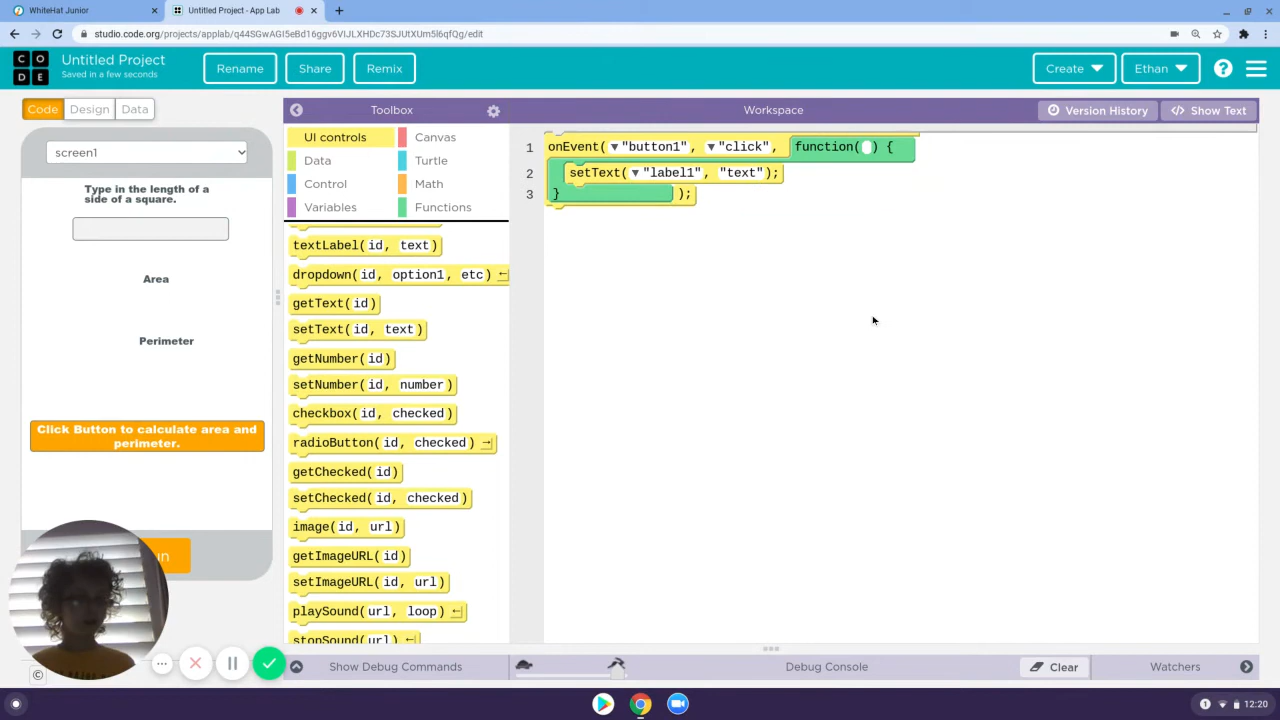 WhiteHat Junior
Untitled Project - App Lab
studio.code.org/projects/applab/q44SGwAGI5eBd16ggv6VIJLXHDc73SJUtXUm5l6qfQg/edit
CODE
Untitled Project
Saved in a few seconds
Rename
Share
Remix
Create
Ethan
Code
Design
Data
Toolbox
Workspace
Version History
</> Show Text
screen1
Type in the length of a
side of a square.
Area
Perimeter
Click Button to calculate area and
perimeter.
UI controls
Canvas
Data
Turtle
Control
Math
Variables
Functions
textLabel(id, text)
dropdown(id, option1, etc)
getText(id)
setText(id, text)
getNumber(id)
setNumber(id, number)
checkbox(id, checked)
radioButton(id, checked)
getChecked(id)
setChecked(id, checked)
image(id, url)
getImageURL(id)
setImageURL(id, url)
playSound(url, loop)
stopSound(url)
1 onEvent(▼"button1", ▼"click", function( ) {
2 setText(▼"label1", "text");
3 } );
©
Show Debug Commands
Debug Console
Clear
Watchers
1
12:20